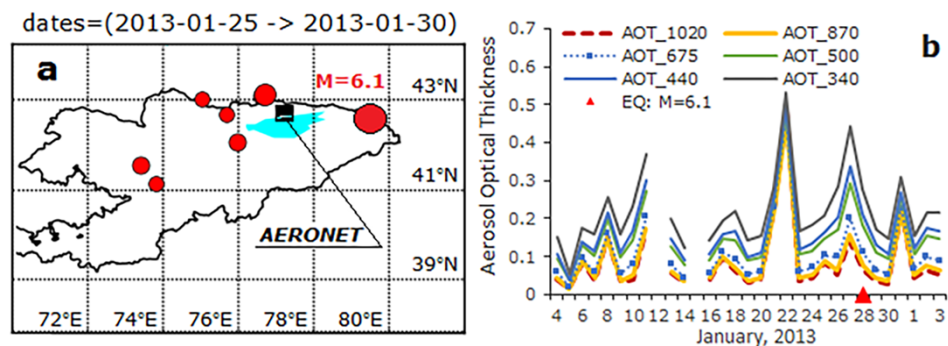 dates=(2013-01-25 -> 2013-01-30)
a
M=6.1
43°N
41°N
39°N
AERONET
72°E 74°E 76°E 78°E 80°E
b
AOT_1020 AOT_870
AOT_675 AOT_500
AOT_440 AOT_340
EQ: M=6.1
Aerosol Optical Thickness
0.7
0.6
0.5
0.4
0.3
0.2
0.1
0
4 6 8 10 12 14 16 18 20 22 24 26 28 30 1 3
January, 2013